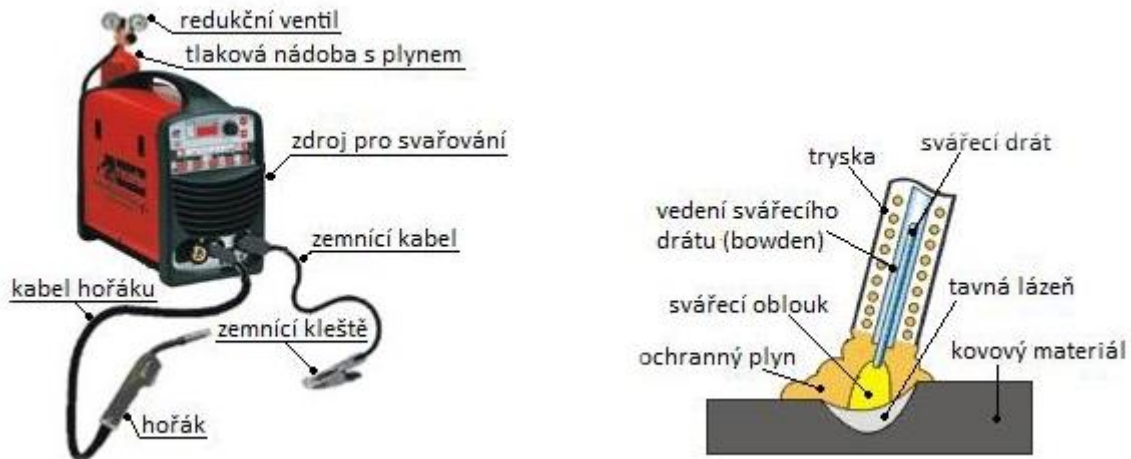 redukční ventil
tlaková nádoba s plynem
zdroj pro svařování
zemnící kabel
kabel hořáku
zemnící kleště
hořák
tryska
svářecí drát
vedení svářecího
drátu (bowden)
tavná lázeň
svářecí oblouk
ochranný plyn
kovový materiál